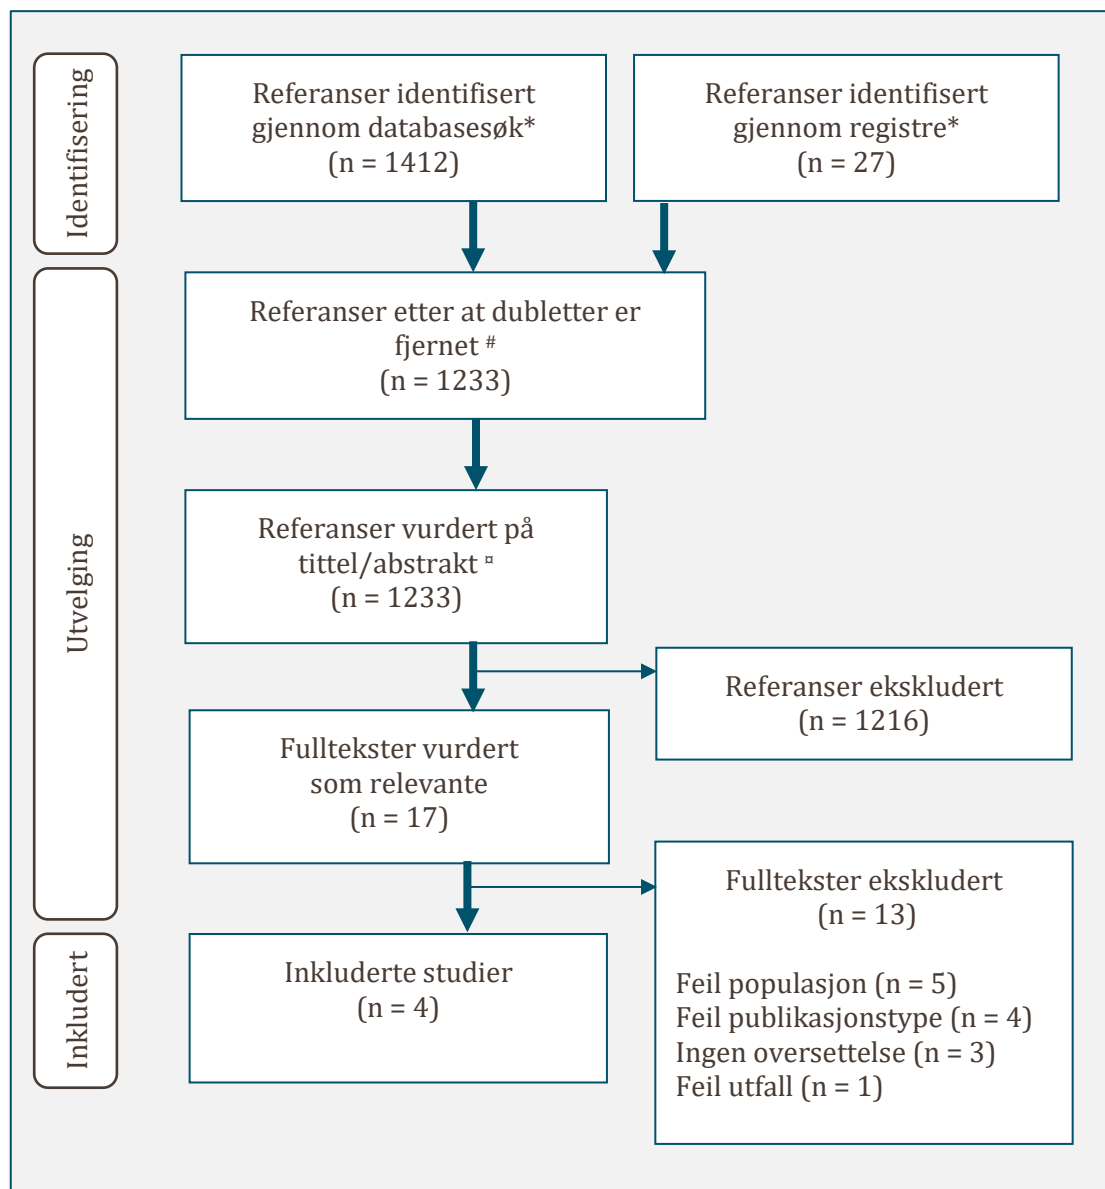 Identifisering
Referanser identifisert
gjennom databasesøk*
(n = 1412)
Referanser identifisert
gjennom registre*
(n = 27)
Utvelging
Referanser etter at dubletter er
fjernet #
(n = 1233)
Referanser vurdert på
tittel/abstrakt ¤
(n = 1233)
Referanser ekskludert
(n = 1216)
Fulltekster vurdert
som relevante
(n = 17)
Fulltekster ekskludert
(n = 13)
Feil populasjon (n = 5)
Feil publikasjonstype (n = 4)
Ingen oversettelse (n = 3)
Feil utfall (n = 1)
Inkludert
Inkluderte studier
(n = 4)